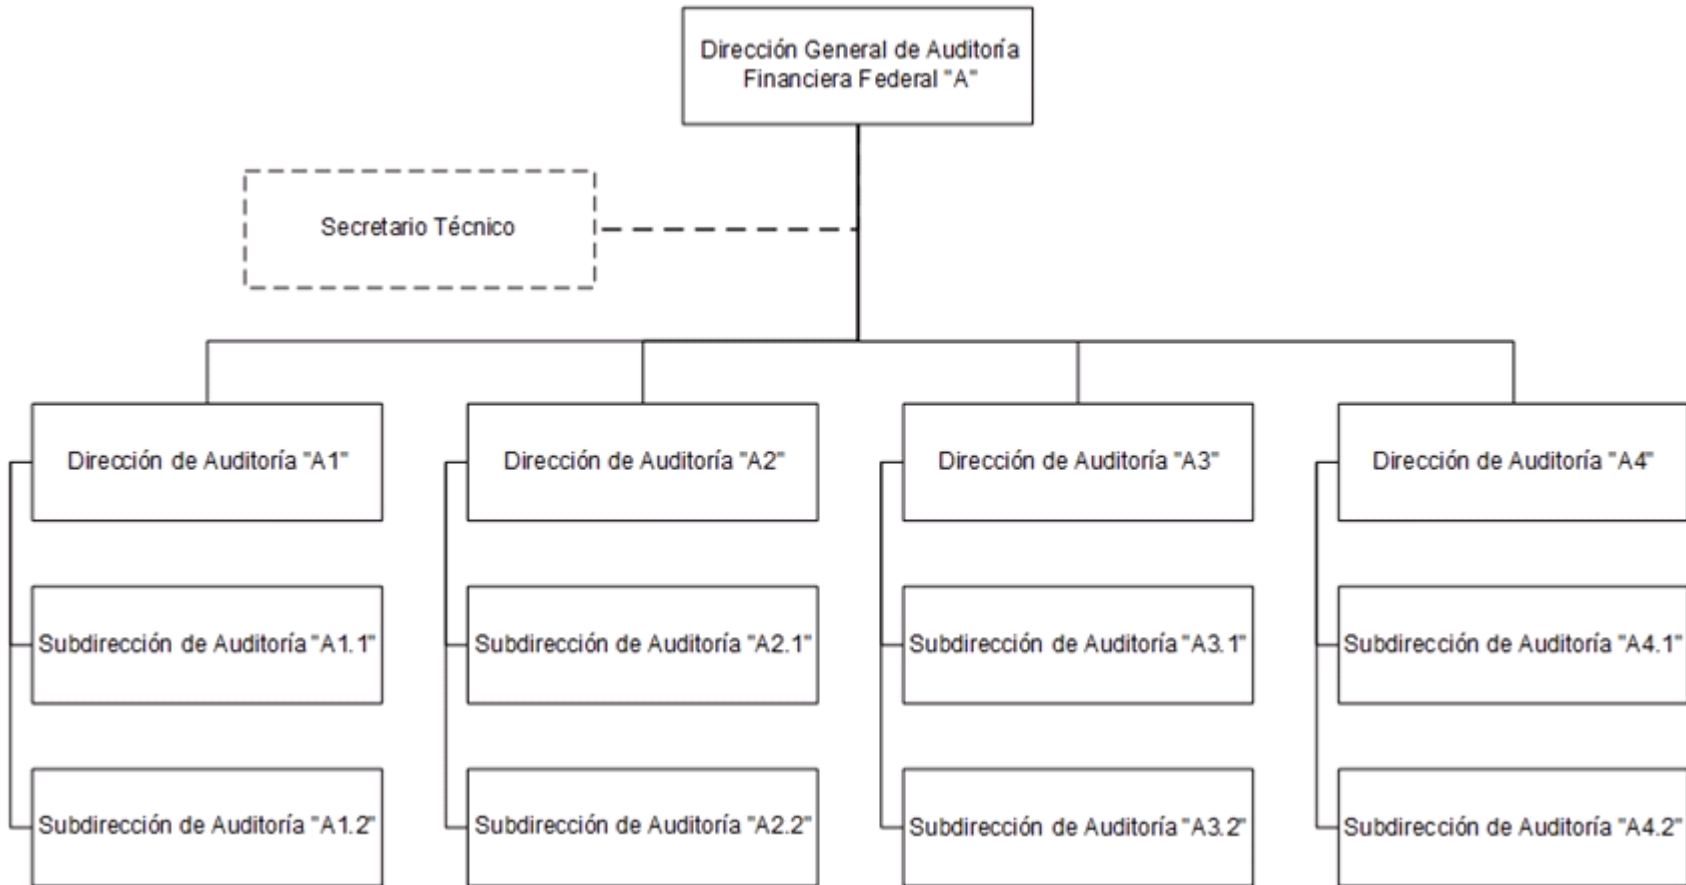 Dirección General de Auditoría
Financiera Federal "A"
Secretario Técnico
Dirección de Auditoría "A1"
Dirección de Auditoría "A2"
Dirección de Auditoría "A3"
Dirección de Auditoría "A4"
Subdirección de Auditoría "A1.1"
Subdirección de Auditoría "A2.1"
Subdirección de Auditoría "A3.1"
Subdirección de Auditoría "A4.1"
Subdirección de Auditoría "A1.2"
Subdirección de Auditoría "A2.2"
Subdirección de Auditoría "A3.2"
Subdirección de Auditoría "A4.2"